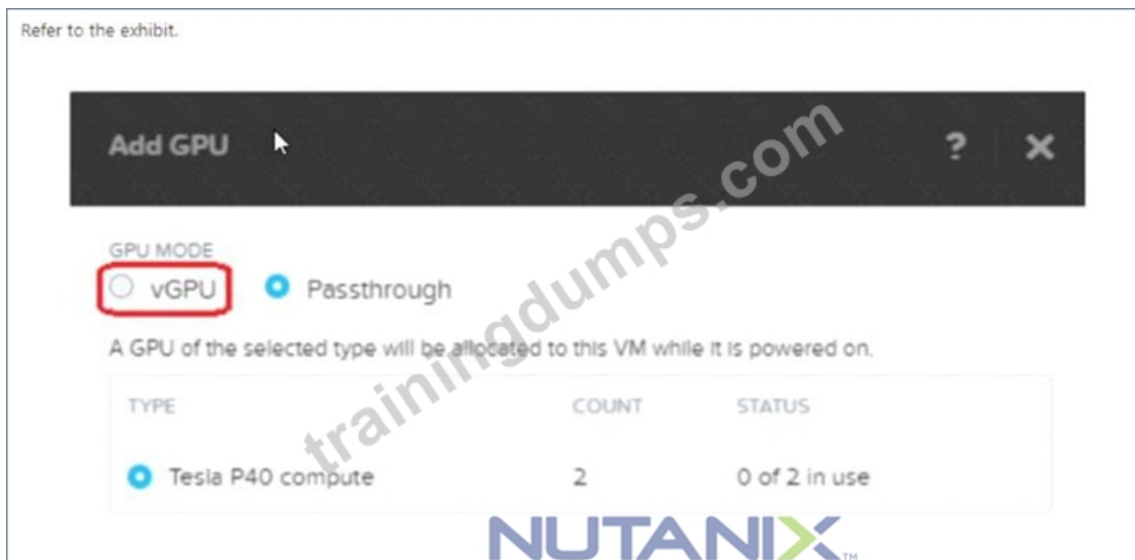 Refer to the exhibit.
Add GPU ? ×
GPU MODE
vGPU Passthrough
A GPU of the selected type will be allocated to this VM while it is powered on.
TYPE COUNT STATUS
Tesla P40 compute 2 0 of 2 in use
trainingdumps.com
NUTANIX™